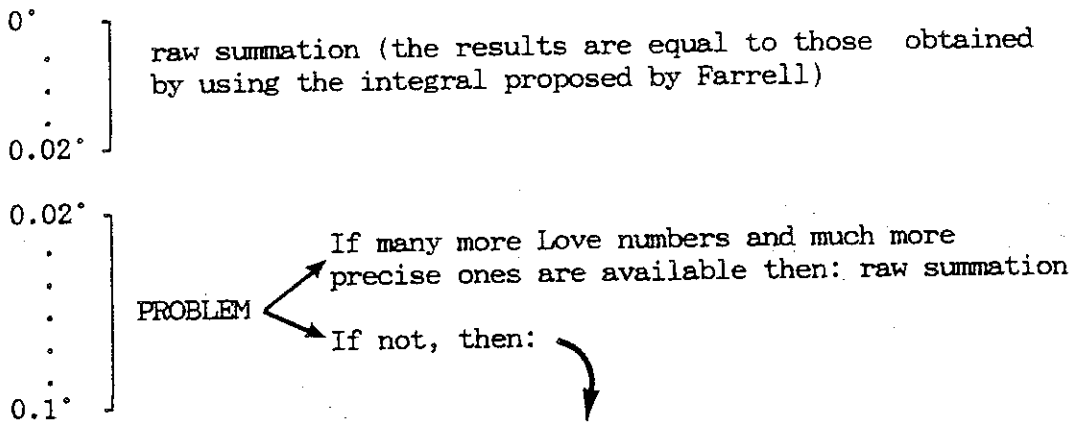 0°
raw summation (the results are equal to those obtained
by using the integral proposed by Farrell)
0.02°
0.02°
If many more Love numbers and much more
precise ones are available then: raw summation
PROBLEM
If not, then:
0.1°